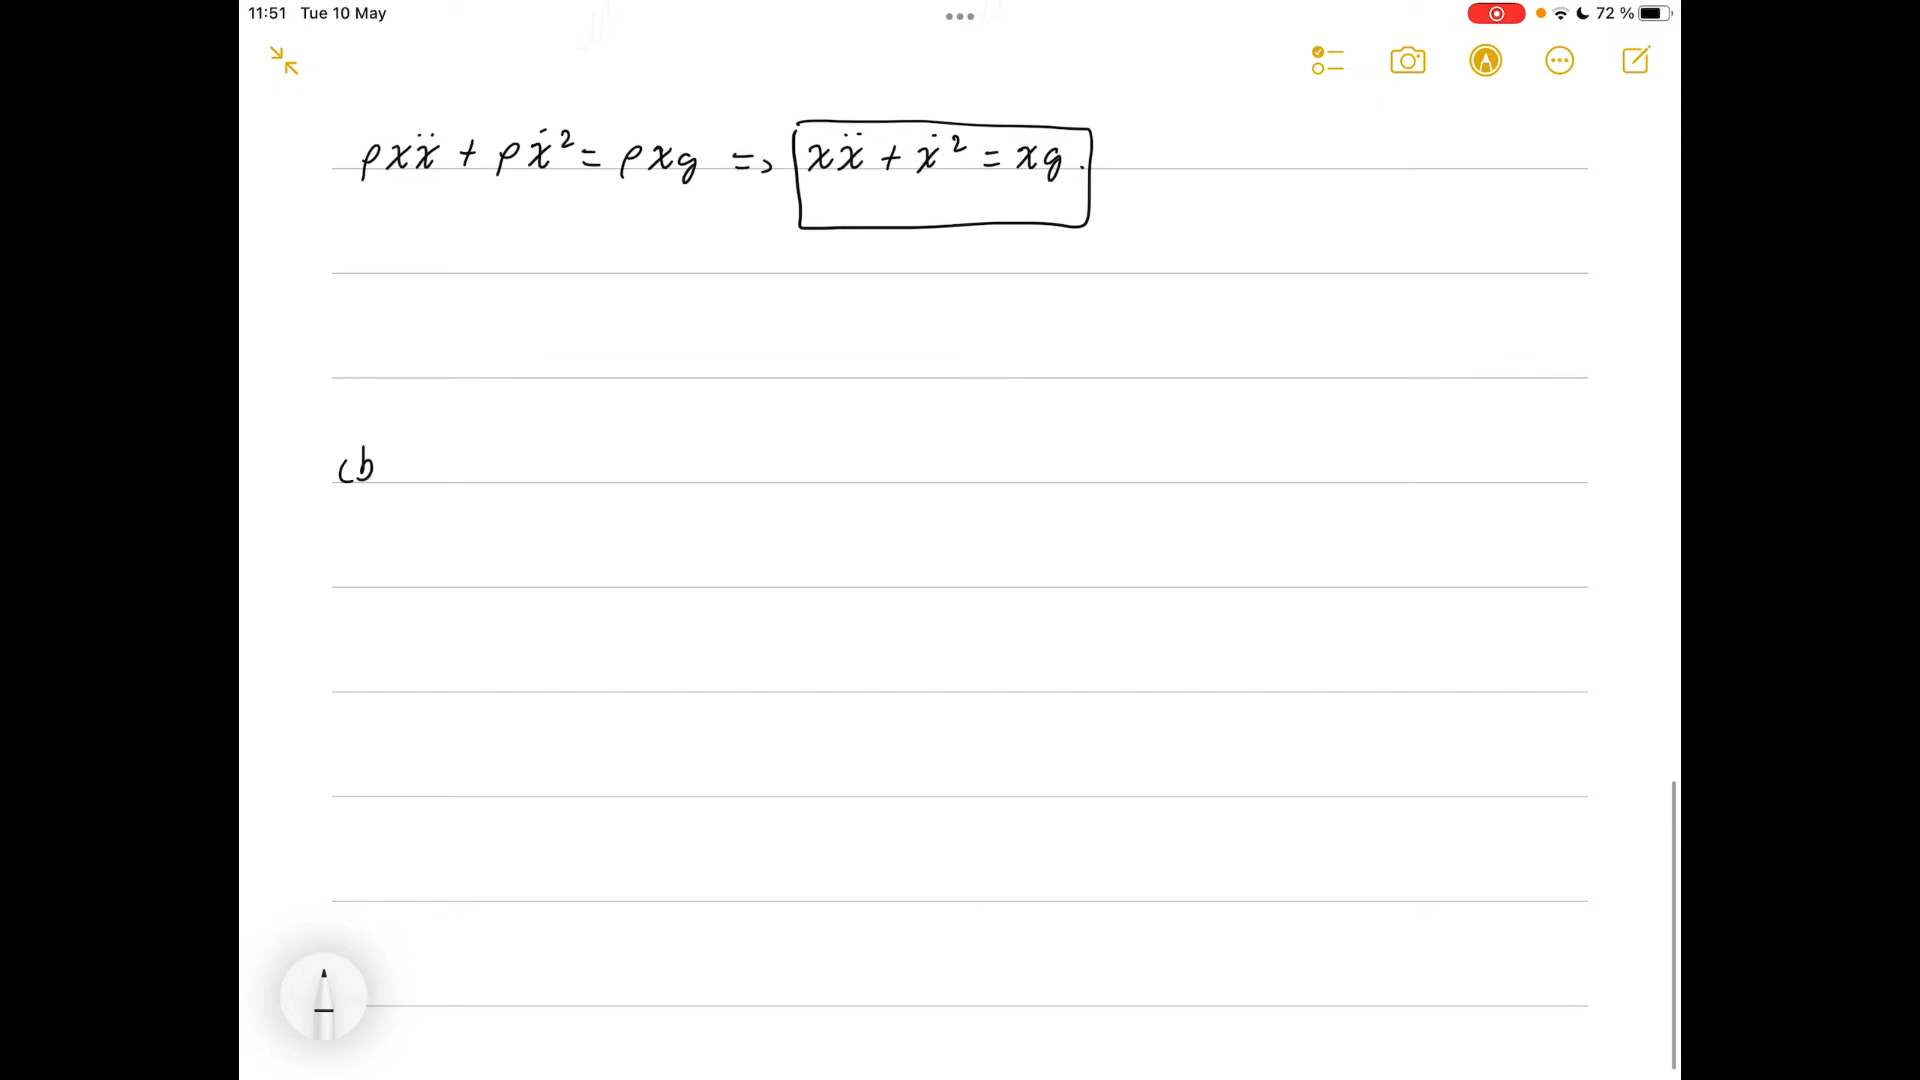 11:51 Tue 10 May 72 %
ρxẍ + ρẋ² = ρxg => xẍ + ẋ² = xg.
(b